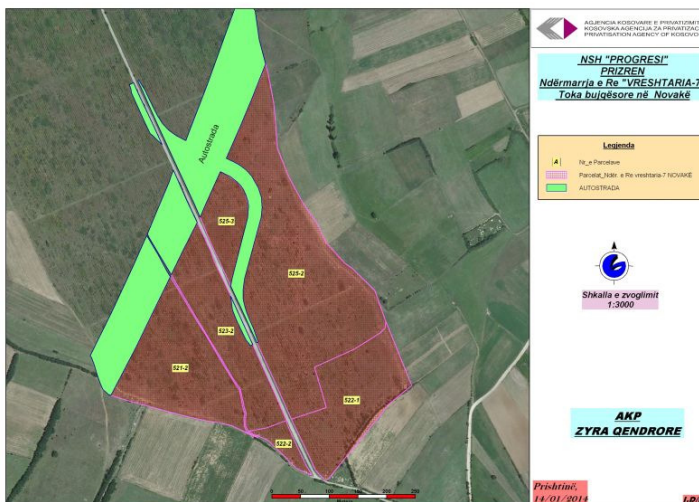 AGJENCIA KOSOVARE E PRIVATIZIMIT
KOSOVSKA AGENCIJA ZA PRIVATIZAC
PRIVATISATION AGENCY OF KOSOVO
NSH "PROGRESI"
PRIZREN
Ndërmarrja e Re "VRESHTARIA-7
Toka bujqësore në Novakë
Legjenda
A Nr_e Parcelave
Parcelat_Ndër. e Re vreshtaria-7 NOVAKË
AUTOSTRADA
Shkalla e zvoglimit
1:3000
AKP
ZYRA QENDRORE
Prishtinë,
14/01/2014
Autostrada
525-3
525-2
523-2
521-2
522-1
522-2